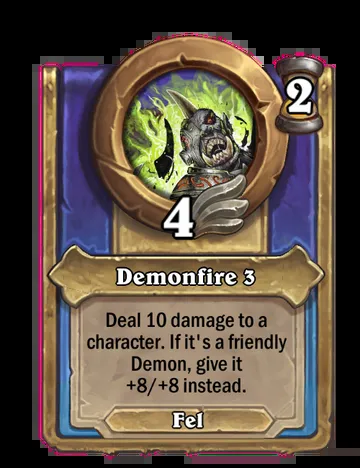 2
4
Demonfire 3
Deal 10 damage to a
character. If it's a friendly
Demon, give it
+8/+8 instead.
Fel